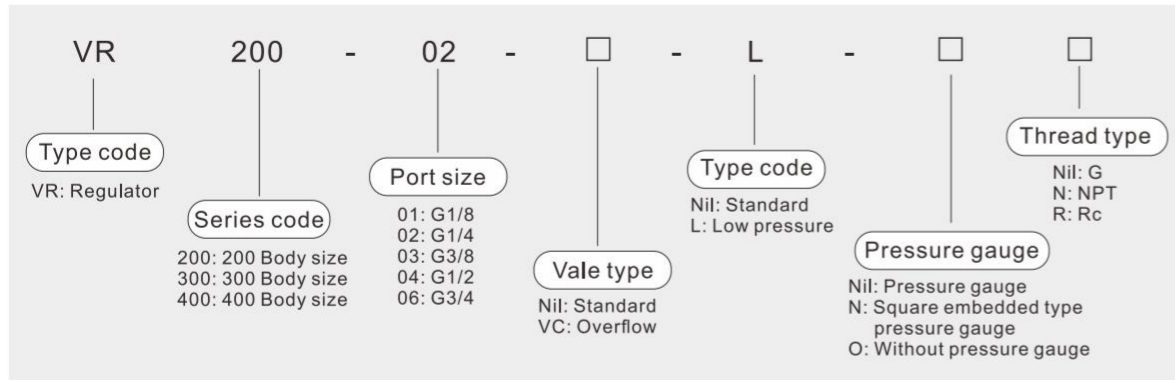 VR 200 - 02 - □ - L - □ □
Type code
VR: Regulator
Series code
200: 200 Body size
300: 300 Body size
400: 400 Body size
Port size
01: G1/8
02: G1/4
03: G3/8
04: G1/2
06: G3/4
Vale type
Nil: Standard
VC: Overflow
Type code
Nil: Standard
L: Low pressure
Pressure gauge
Nil: Pressure gauge
N: Square embedded type
pressure gauge
O: Without pressure gauge
Thread type
Nil: G
N: NPT
R: Rc